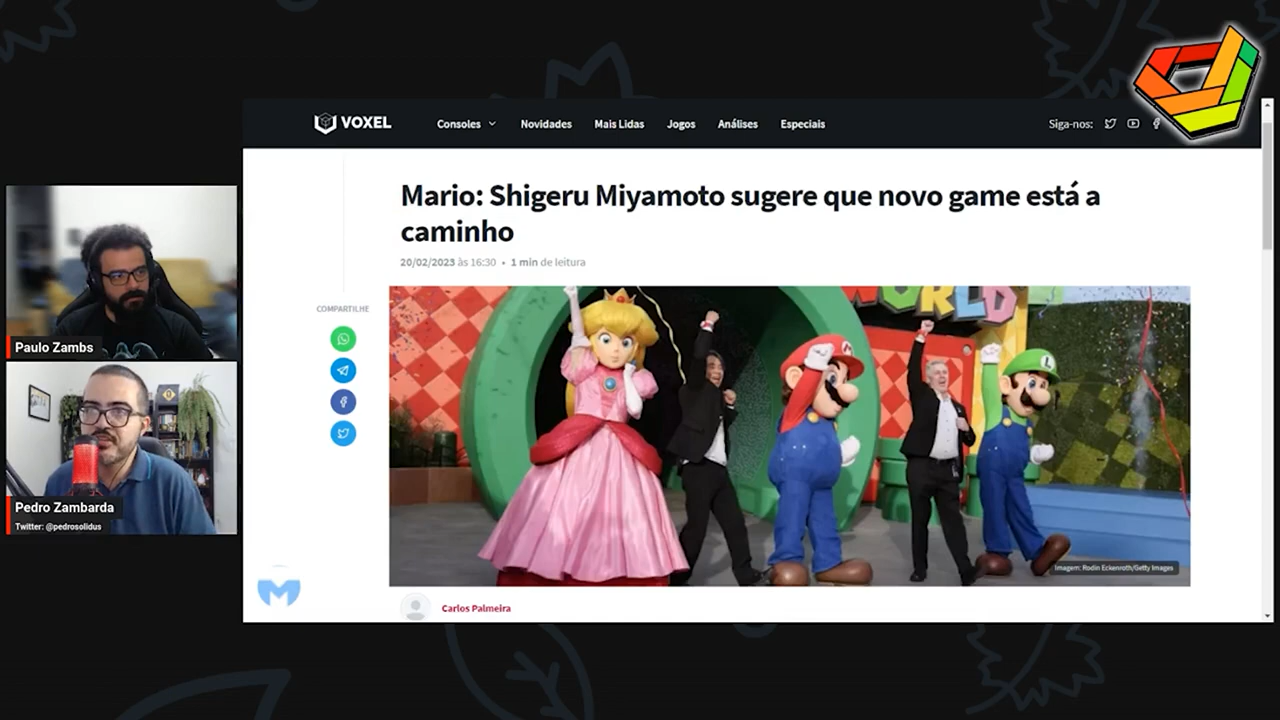 VOXEL
Consoles
Novidades
Mais Lidas
Jogos
Análises
Especiais
Siga-nos:
Mario: Shigeru Miyamoto sugere que novo game está a
caminho
20/02/2023 às 16:30 • 1 min de leitura
COMPARTILHE
WORLD
Paulo Zambs
Pedro Zambarda
Twitter: @pedrosolidus
Imagem: Rodin Eckenroth/Getty Images
Carlos Palmeira